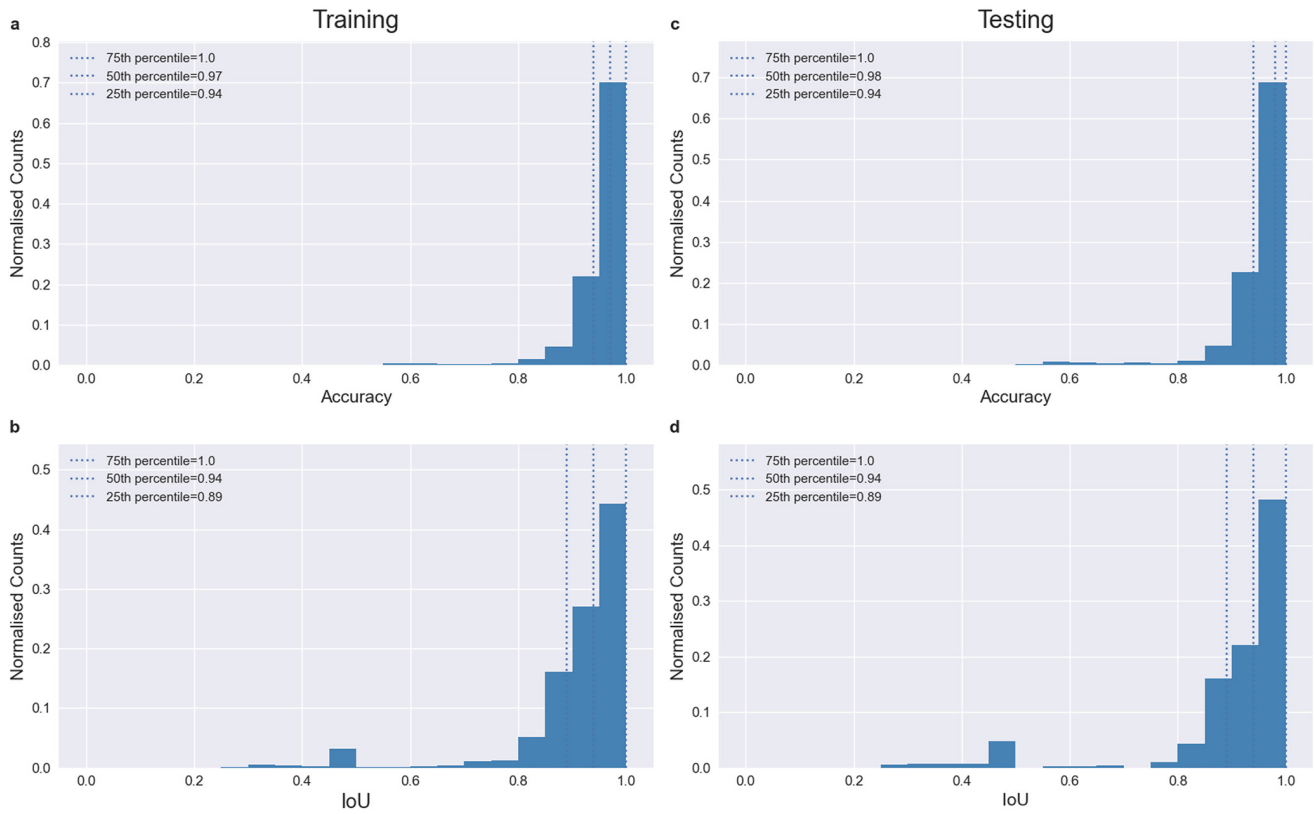 a
Training
0.8
0.7
0.6
0.5
0.4
0.3
0.2
0.1
0.0
Normalised Counts
75th percentile=1.0
50th percentile=0.97
25th percentile=0.94
0.0 0.2 0.4 0.6 0.8 1.0
Accuracy
c
Testing
0.7
0.6
0.5
0.4
0.3
0.2
0.1
0.0
Normalised Counts
75th percentile=1.0
50th percentile=0.98
25th percentile=0.94
0.0 0.2 0.4 0.6 0.8 1.0
Accuracy
b
0.5
0.4
0.3
0.2
0.1
0.0
Normalised Counts
75th percentile=1.0
50th percentile=0.94
25th percentile=0.89
0.0 0.2 0.4 0.6 0.8 1.0
IoU
d
0.5
0.4
0.3
0.2
0.1
0.0
Normalised Counts
75th percentile=1.0
50th percentile=0.94
25th percentile=0.89
0.0 0.2 0.4 0.6 0.8 1.0
IoU